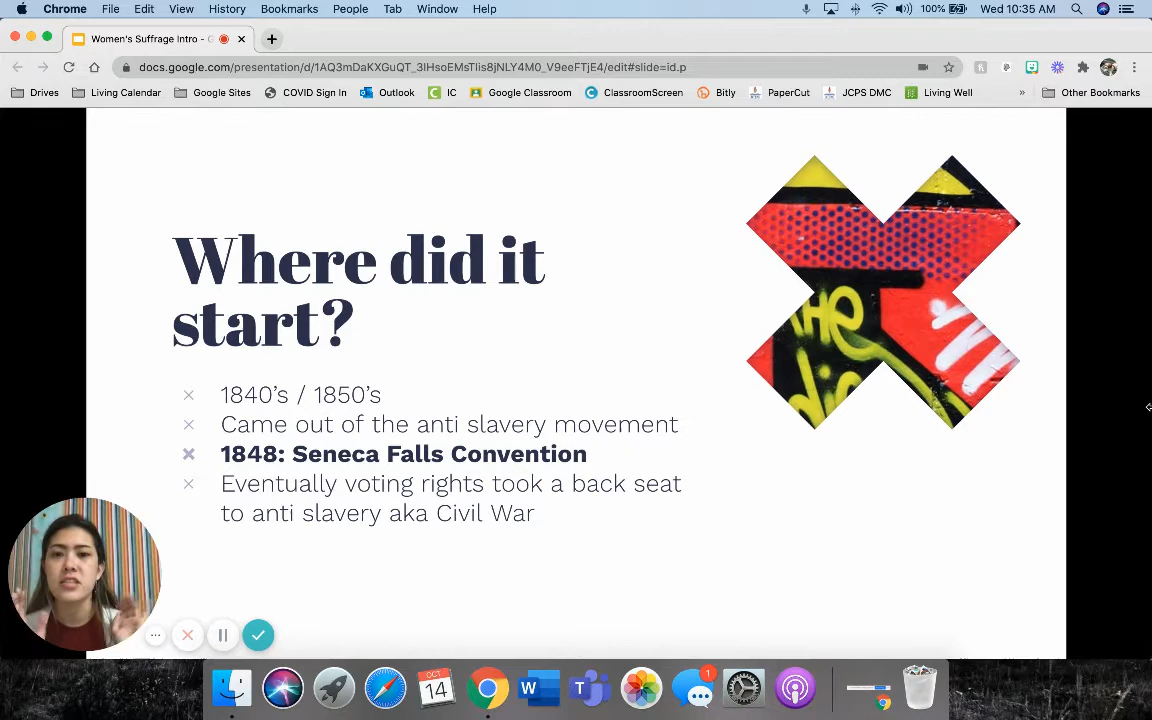 Chrome File Edit View History Bookmarks People Tab Window Help 100% Wed 10:35 AM
Women's Suffrage Intro -
docs.google.com/presentation/d/1AQ3mDaKXGuQT_3lHsoEMsTlis8jNLY4M0_V9eeFTjE4/edit#slide=id.p
Drives Living Calendar Google Sites COVID Sign In Outlook IC Google Classroom ClassroomScreen Bitly PaperCut JCPS DMC Living Well » Other Bookmarks
Where did it
start?
1840's / 1850's
Came out of the anti slavery movement
1848: Seneca Falls Convention
Eventually voting rights took a back seat
to anti slavery aka Civil War
OCT
14
W
T
1